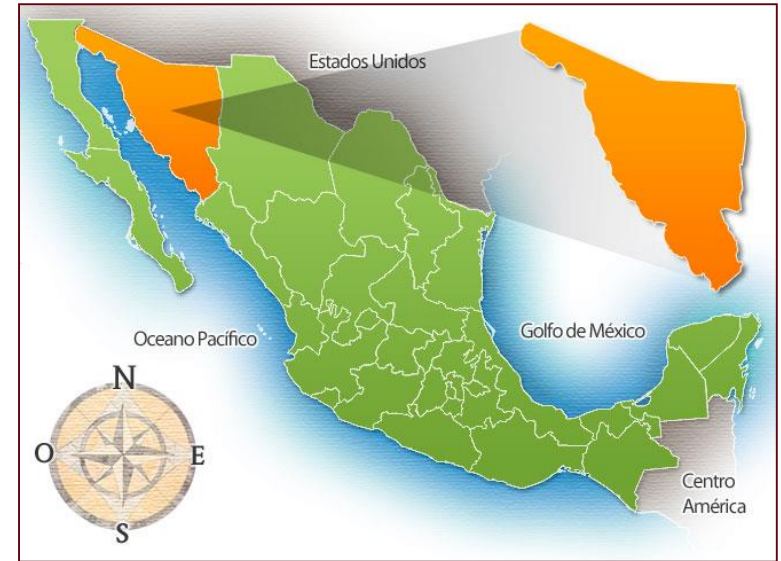 Estados Unidos
Oceano Pacífico
Golfo de México
N
O
E
S
Centro
América